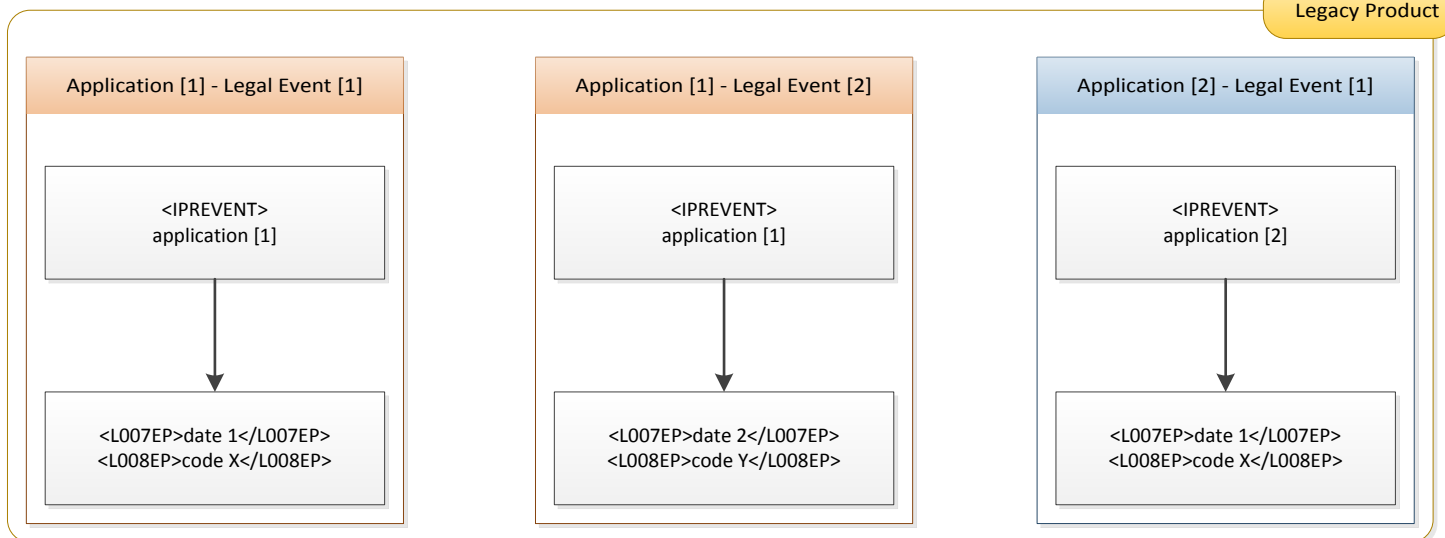 Legacy Product
Application [1] - Legal Event [1]
<IPREVENT>
application [1]
<L007EP>date 1</L007EP>
<L008EP>code X</L008EP>
Application [1] - Legal Event [2]
<IPREVENT>
application [1]
<L007EP>date 2</L007EP>
<L008EP>code Y</L008EP>
Application [2] - Legal Event [1]
<IPREVENT>
application [2]
<L007EP>date 1</L007EP>
<L008EP>code X</L008EP>